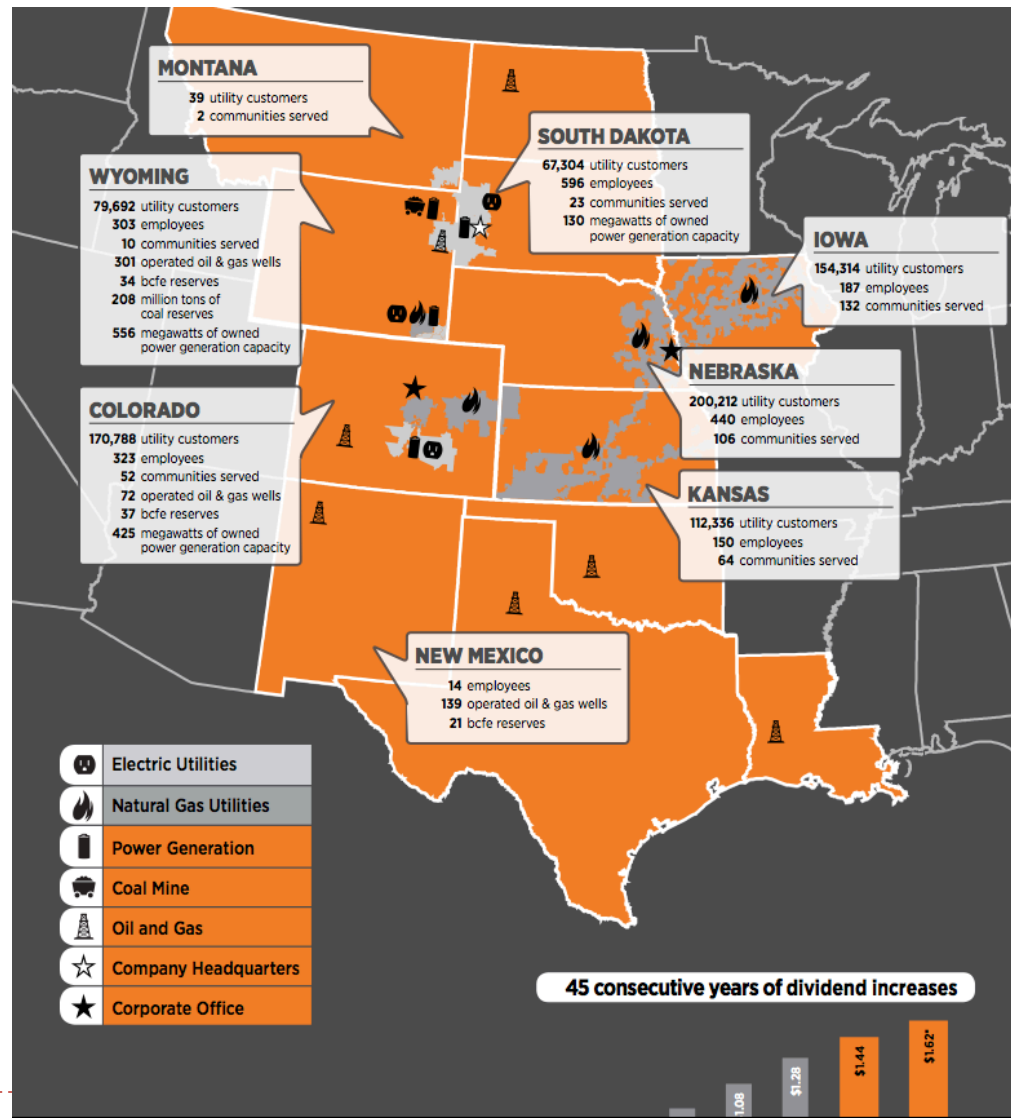 MONTANA
39 utility customers
2 communities served
WYOMING
79,692 utility customers
303 employees
10 communities served
301 operated oil & gas wells
34 bcfe reserves
208 million tons of
coal reserves
556 megawatts of owned
power generation capacity
COLORADO
170,788 utility customers
323 employees
52 communities served
72 operated oil & gas wells
37 bcfe reserves
425 megawatts of owned
power generation capacity
SOUTH DAKOTA
67,304 utility customers
596 employees
23 communities served
130 megawatts of owned
power generation capacity
IOWA
154,314 utility customers
187 employees
132 communities served
NEBRASKA
200,212 utility customers
440 employees
106 communities served
KANSAS
112,336 utility customers
150 employees
64 communities served
NEW MEXICO
14 employees
139 operated oil & gas wells
21 bcfe reserves
Electric Utilities
Natural Gas Utilities
Power Generation
Coal Mine
Oil and Gas
Company Headquarters
Corporate Office
45 consecutive years of dividend increases
1.08
$1.28
$1.44
$1.62*